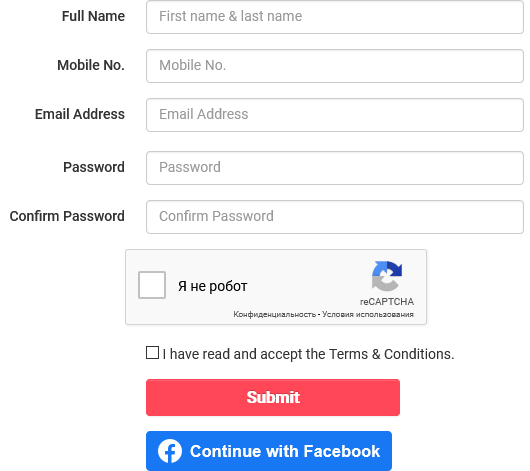 Full Name First name & last name
Mobile No. Mobile No.
Email Address Email Address
Password Password
Confirm Password Confirm Password
Я не робот
reCAPTCHA
Конфиденциальность - Условия использования
I have read and accept the Terms & Conditions.
Submit
Continue with Facebook